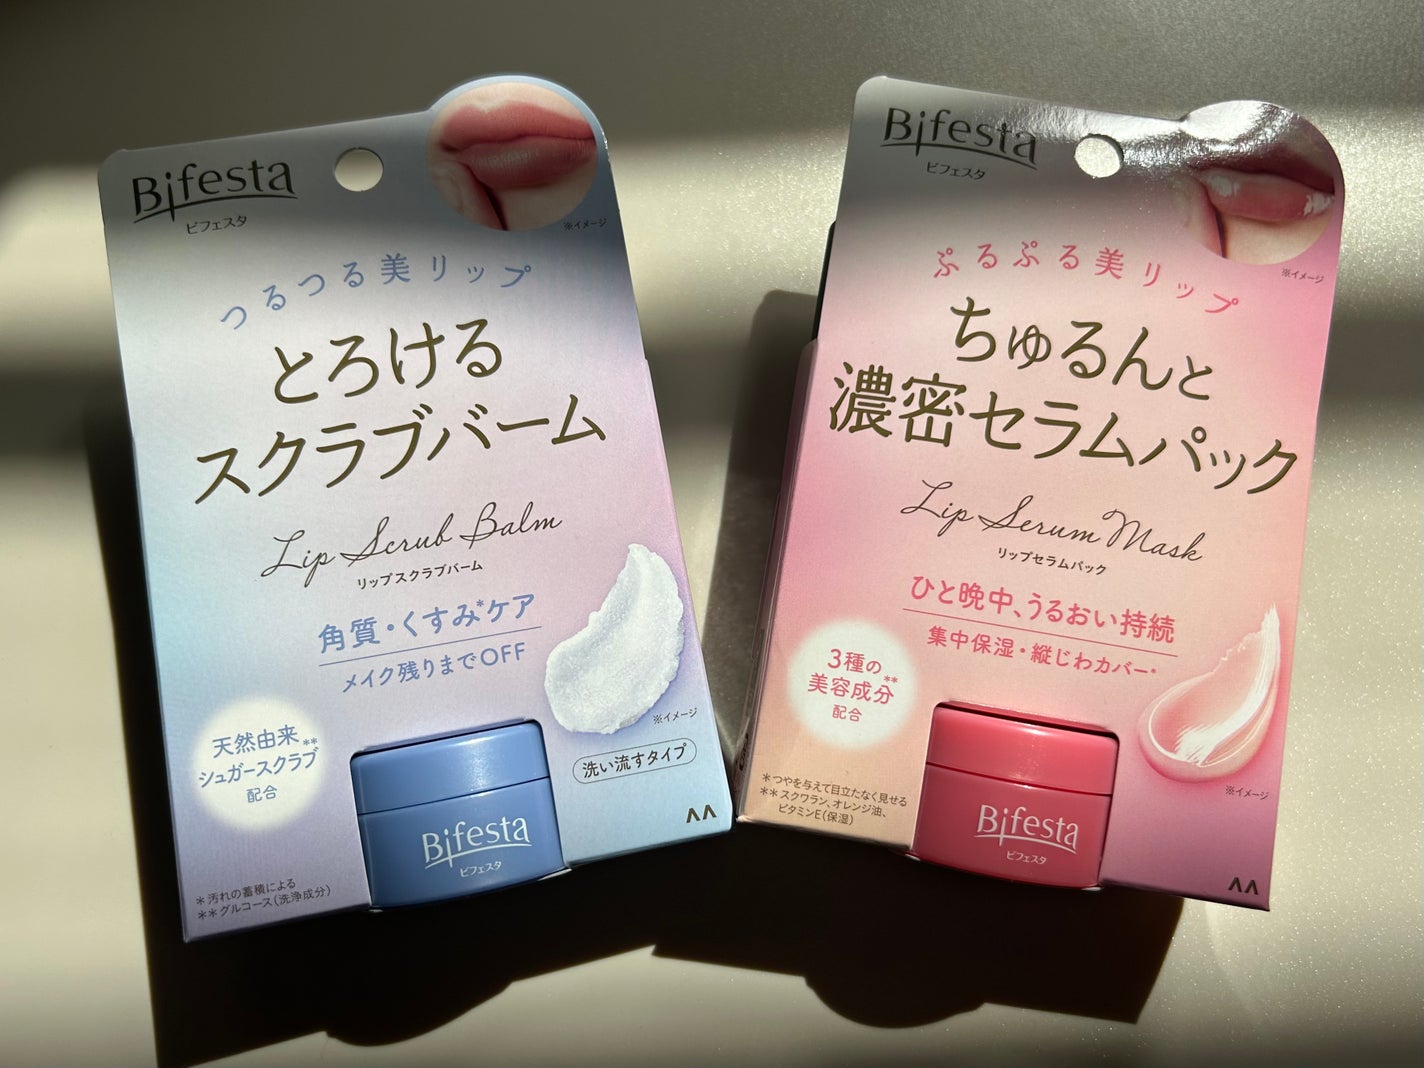 Bifesta
ビフェスタ
※イメージ
つるつる美リップ
とろける
スクラブバーム
Lip Scrub Balm
リップスクラブバーム
角質・くすみ*ケア
メイク残りまでOFF
天然由来
シュガースクラブ**
配合
※イメージ
洗い流すタイプ
Bifesta
ビフェスタ
*汚れの蓄積による
**グルコース(洗浄成分)
Bifesta
ビフェスタ
※イメージ
ぷるぷる美リップ
ちゅるんと
濃密セラムパック
Lip Serum Mask
リップセラムパック
ひと晩中、うるおい持続
集中保湿・縦じわカバー*
3種の
美容成分**
配合
※イメージ
*つやを与えて目立たなく見せる
**スクワラン、オレンジ油、
ビタミンE(保湿)
Bifesta
ビフェスタ